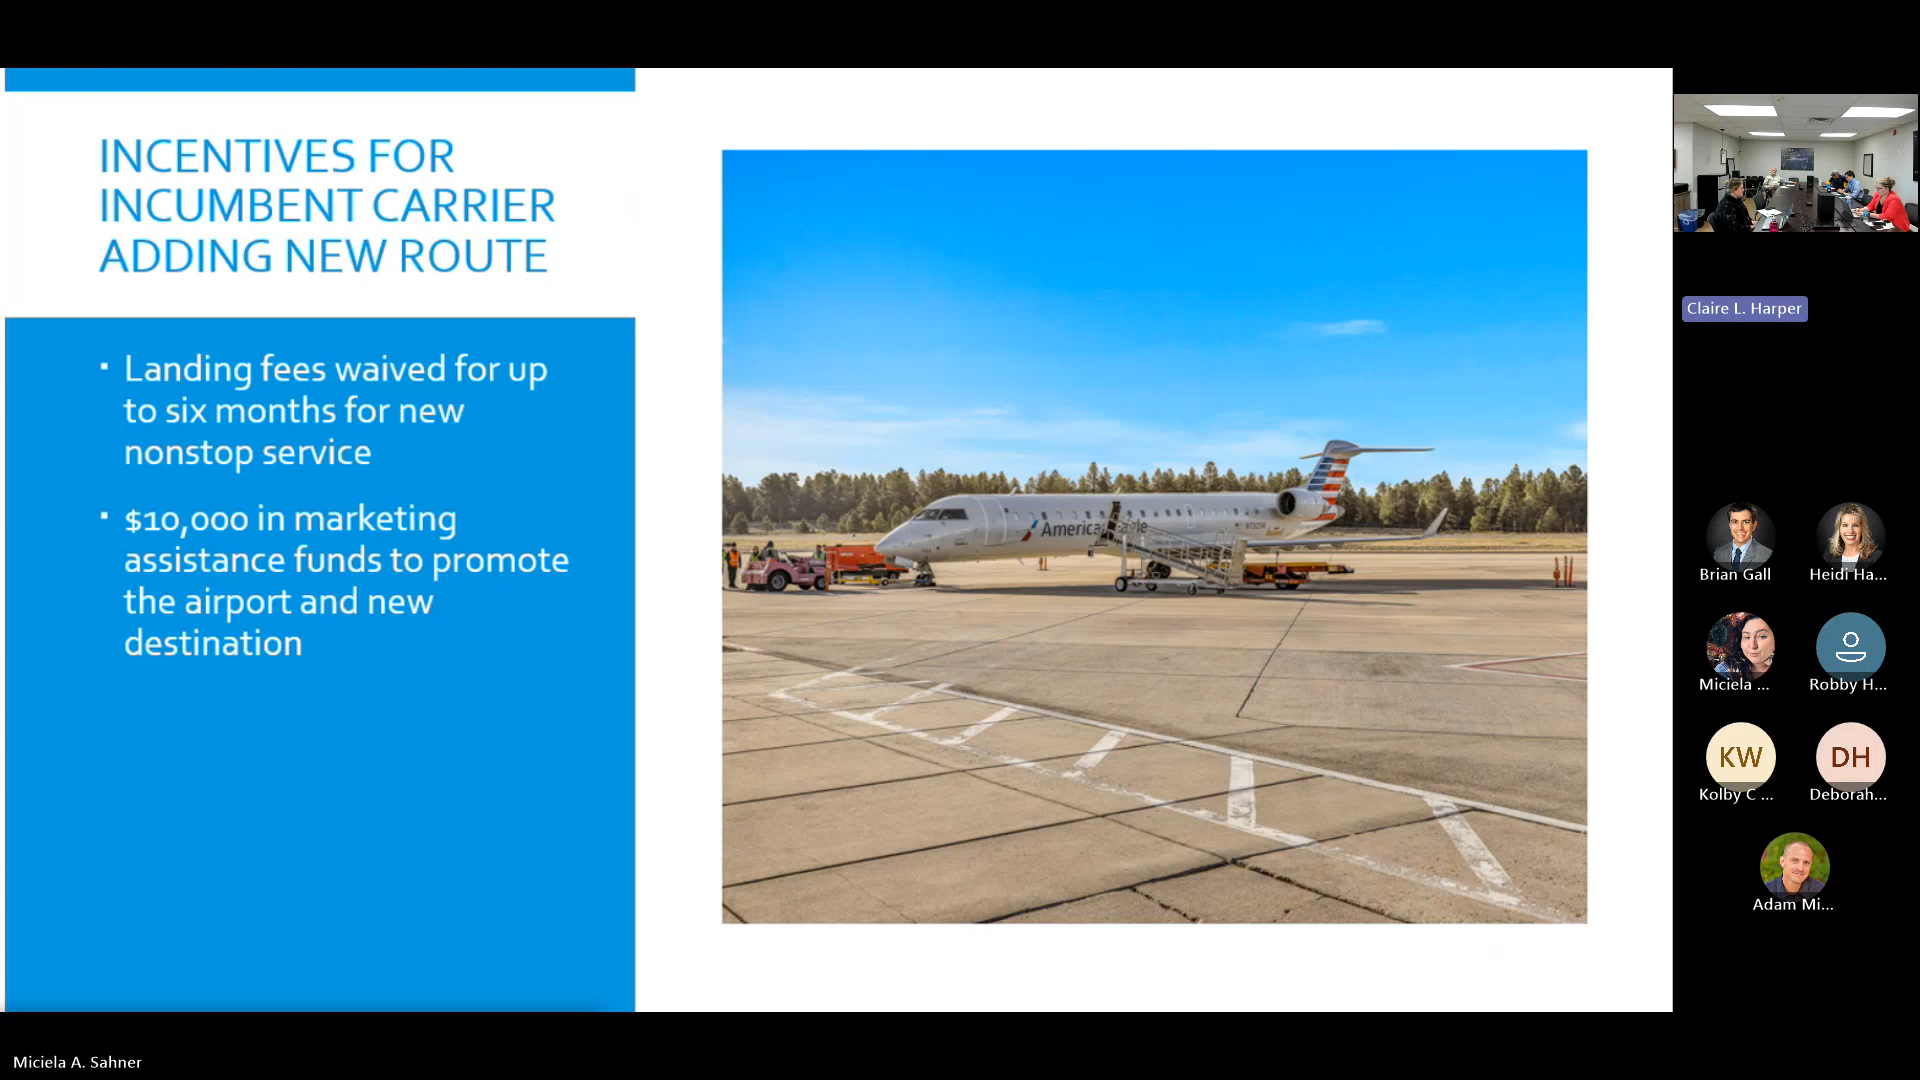 INCENTIVES FOR
INCUMBENT CARRIER
ADDING NEW ROUTE
▪ Landing fees waived for up
to six months for new
nonstop service
▪ $10,000 in marketing
assistance funds to promote
the airport and new
destination
America
Claire L. Harper
Brian Gall
Heidi Ha...
Miciela ...
Robby H...
KW
DH
Kolby C ...
Deborah...
Adam Mi...
Miciela A. Sahner